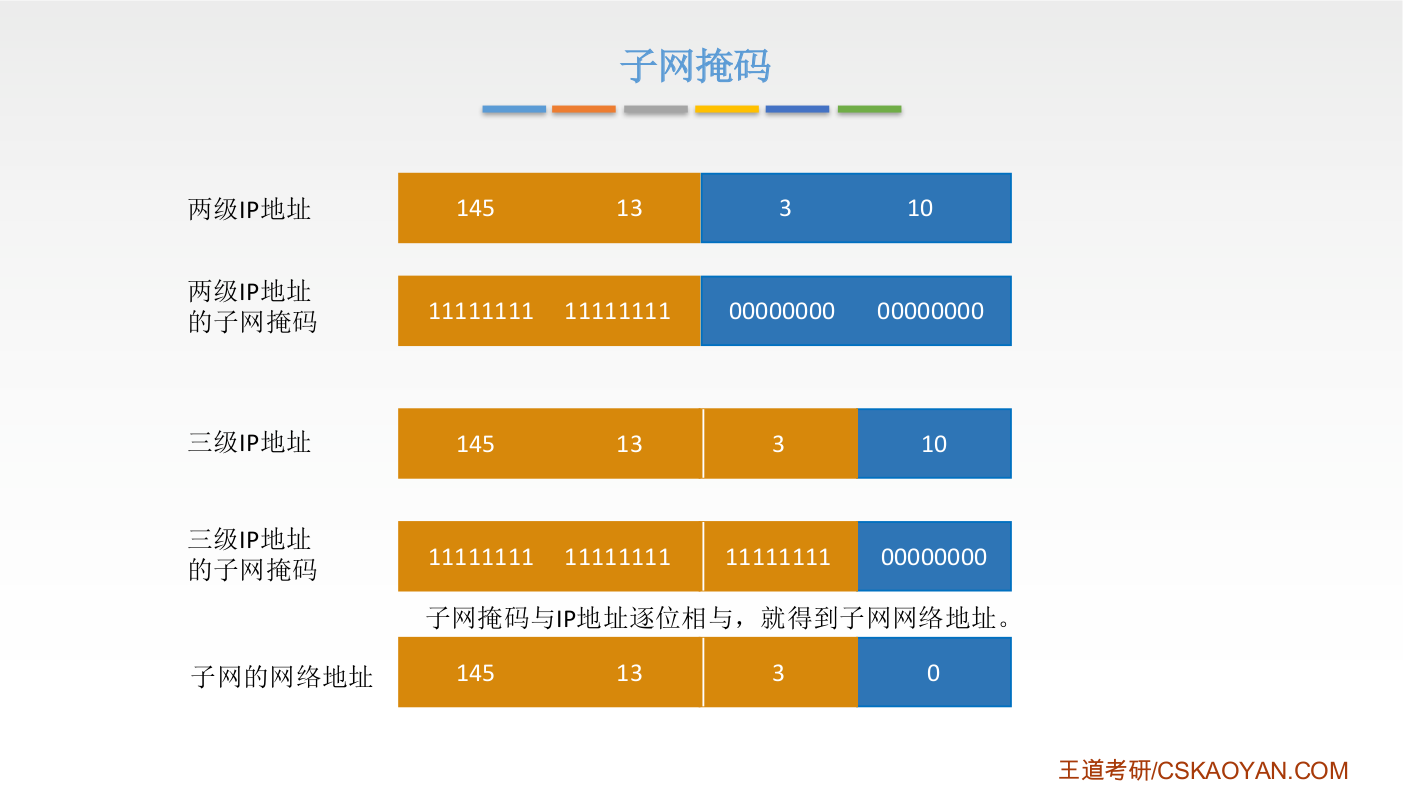 子网掩码
两级IP地址
145 13 3 10
两级IP地址
的子网掩码
11111111 11111111 00000000 00000000
三级IP地址
145 13 3 10
三级IP地址
的子网掩码
11111111 11111111 11111111 00000000
子网掩码与IP地址逐位相与，就得到子网网络地址。
子网的网络地址
145 13 3 0
王道考研/CSKAOYAN.COM